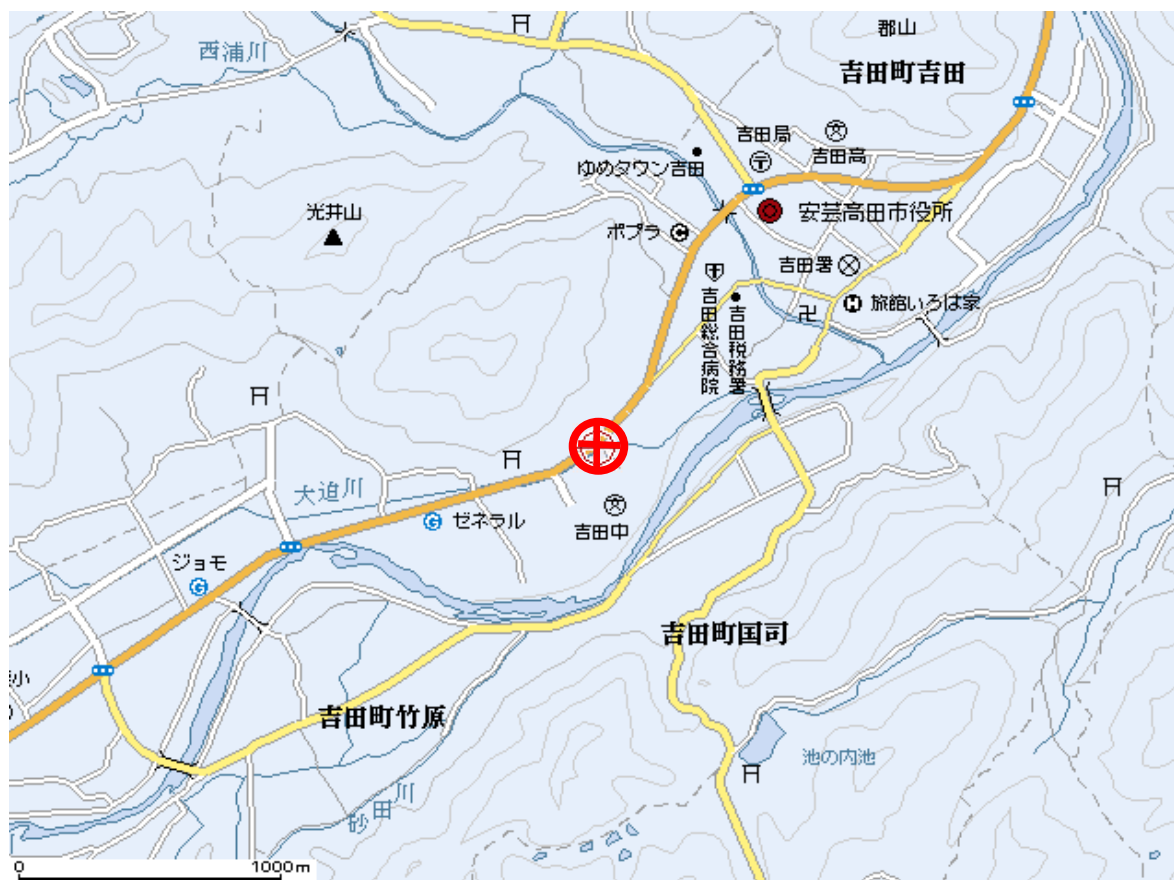 郡山
西浦川
吉田町吉田
吉田局
吉田高
ゆめタウン吉田
光井山
安芸高田市役所
ポプラ
吉田署
旅館いろは家
吉田総合病院
吉田税務署
大迫川
ゼネラル
吉田中
ジョモ
吉田町国司
小
吉田町竹原
池の内池
砂田川
0 1000m